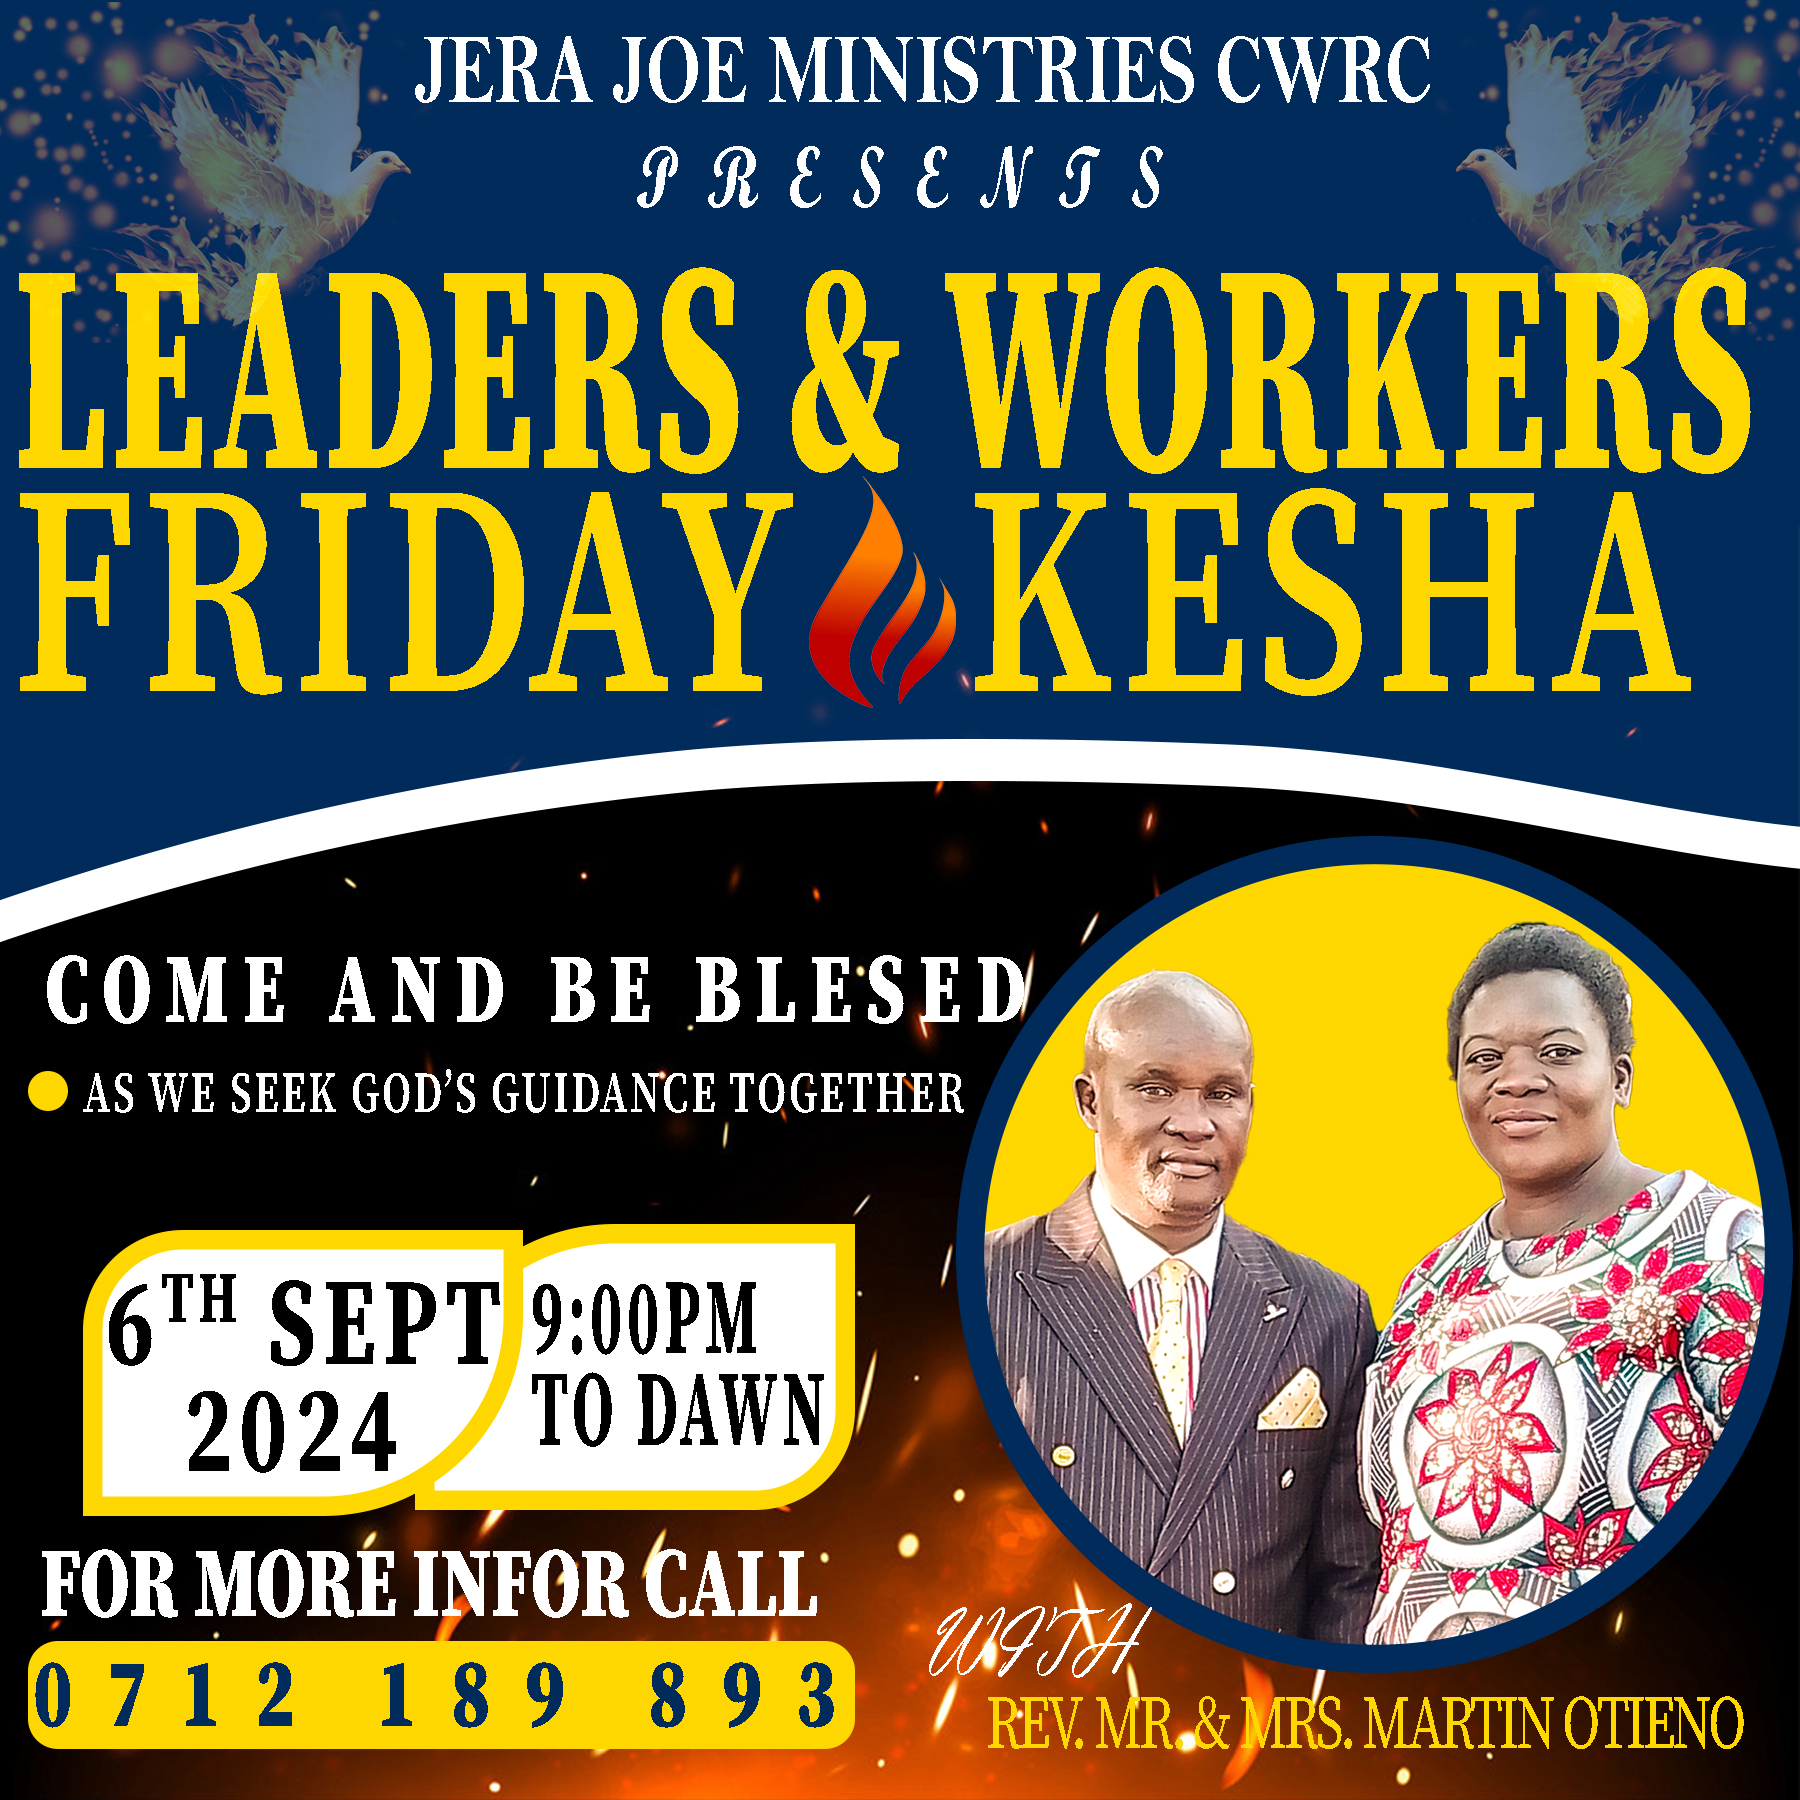 JERA JOE MINISTRIES CWRC
PRESENTS
LEADERS & WORKERS
FRIDAY KESHA
COME AND BE BLESED
AS WE SEEK GOD'S GUIDANCE TOGETHER
6TH SEPT
2024
9:00PM
TO DAWN
FOR MORE INFOR CALL
0712 189 893
WITH
REV. MR. & MRS. MARTIN OTIENO